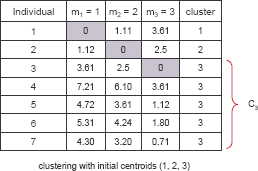 Individual m1 = 1 m2 = 2 m3 = 3 cluster
1 0 1.11 3.61 1
2 1.12 0 2.5 2
3 3.61 2.5 0 3
4 7.21 6.10 3.61 3
5 4.72 3.61 1.12 3
6 5.31 4.24 1.80 3
7 4.30 3.20 0.71 3
C3
clustering with initial centroids (1, 2, 3)